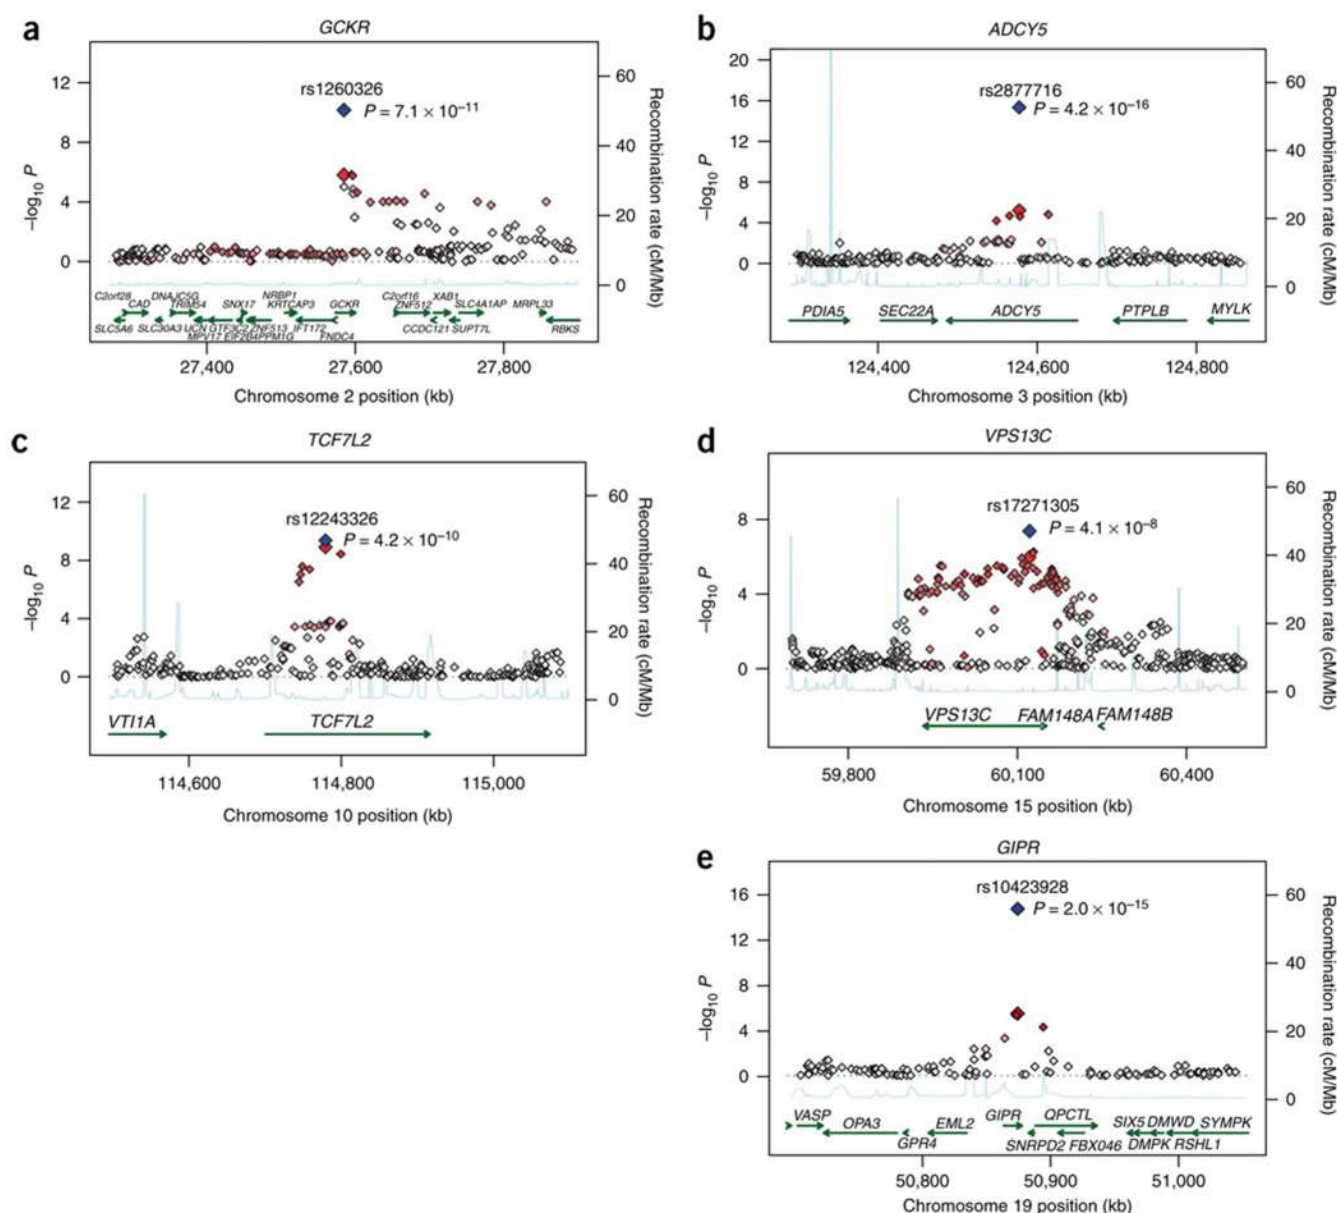 a
GCKR
12
8
4
0
–log10 P
60
40
20
0
Recombination rate (cM/Mb)
rs1260326
P = 7.1 × 10–11
C2orf28 DNAJC5G NRBP1 C2orf16 XAB1
CAD TRIM54 SNX17 KRTCAP3 GCKR ZNF512 SLC4A1AP MRPL33
SLC5A6 SLC30A3 UCN GTF3C2 ZNF513 IFT172 CCDC121 SUPT7L RBKS
MPV17 EIF2B4 PPM1G FNDC4
27,400 27,600 27,800
Chromosome 2 position (kb)
b
ADCY5
20
16
12
8
4
0
–log10 P
60
40
20
0
Recombination rate (cM/Mb)
rs2877716
P = 4.2 × 10–16
PDIA5 SEC22A ADCY5 PTPLB MYLK
124,400 124,600 124,800
Chromosome 3 position (kb)
c
TCF7L2
12
8
4
0
–log10 P
60
40
20
0
Recombination rate (cM/Mb)
rs12243326
P = 4.2 × 10–10
VTI1A TCF7L2
114,600 114,800 115,000
Chromosome 10 position (kb)
d
VPS13C
8
4
0
–log10 P
60
40
20
0
Recombination rate (cM/Mb)
rs17271305
P = 4.1 × 10–8
VPS13C FAM148A FAM148B
59,800 60,100 60,400
Chromosome 15 position (kb)
e
GIPR
16
12
8
4
0
–log10 P
60
40
20
0
Recombination rate (cM/Mb)
rs10423928
P = 2.0 × 10–15
VASP OPA3 EML2 GIPR QPCTL SIX5 DMWD SYMPK
GPR4 SNRPD2 FBX046 DMPK RSHL1
50,800 50,900 51,000
Chromosome 19 position (kb)